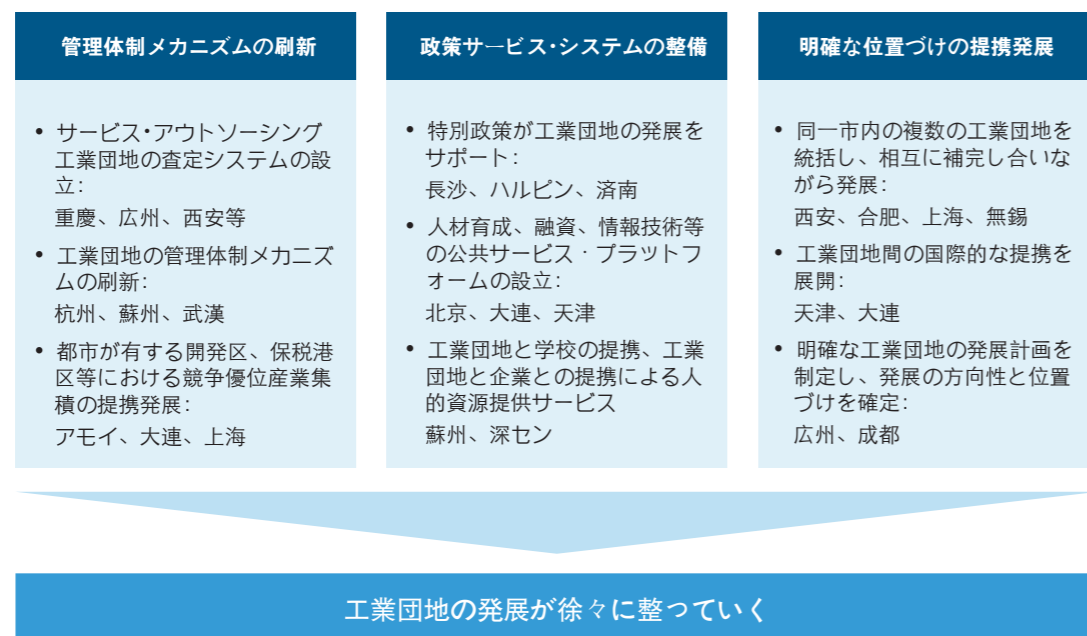 管理体制メカニズムの刷新
• サービス・アウトソーシング
工業団地の査定システムの設
立：
重慶、広州、西安等
• 工業団地の管理体制メカニズ
ムの刷新：
杭州、蘇州、武漢
• 都市が有する開発区、保税港
区等における競争優位産業集
積の提携発展：
アモイ、大連、上海
政策サービス・システムの整備
• 特別政策が工業団地の発展を
サポート：
長沙、ハルピン、済南
• 人材育成、融資、情報技術等
の公共サービス・プラットフ
ォームの設立：
北京、大連、天津
• 工業団地と学校の提携、工業
団地と企業との提携による人
的資源提供サービス
蘇州、深セン
明確な位置づけの提携発展
• 同一市内の複数の工業団地を
統括し、相互に補完し合いな
がら発展：
西安、合肥、上海、無錫
• 工業団地間の国際的な提携を
展開：
天津、大連
• 明確な工業団地の発展計画を
制定し、発展の方向性と位置
づけを確定：
広州、成都
工業団地の発展が徐々に整っていく